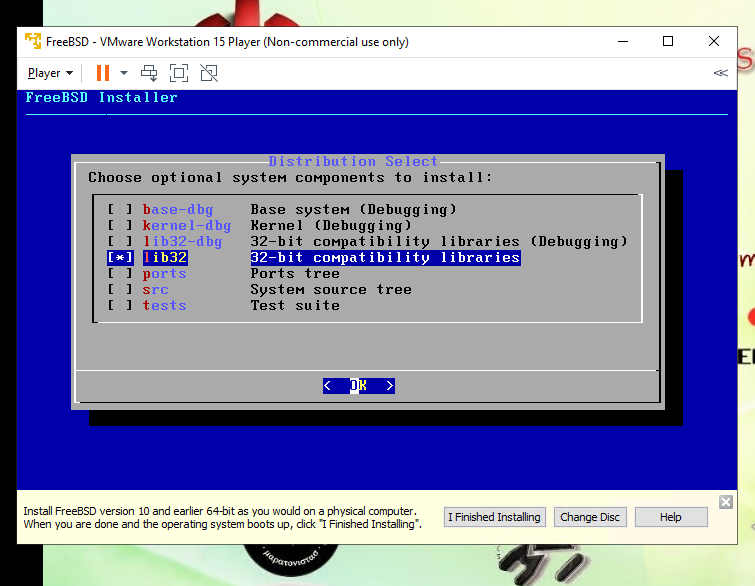 FreeBSD - VMware Workstation 15 Player (Non-commercial use only)
Player
FreeBSD Installer
Distribution Select
Choose optional system components to install:
[ ] base-dbg Base system (Debugging)
[ ] kernel-dbg Kernel (Debugging)
[ ] lib32-dbg 32-bit compatibility libraries (Debugging)
[*] lib32 32-bit compatibility libraries
[ ] ports Ports tree
[ ] src System source tree
[ ] tests Test suite
< OK >
Install FreeBSD version 10 and earlier 64-bit as you would on a physical computer.
When you are done and the operating system boots up, click "I Finished Installing".
I Finished Installing
Change Disc
Help